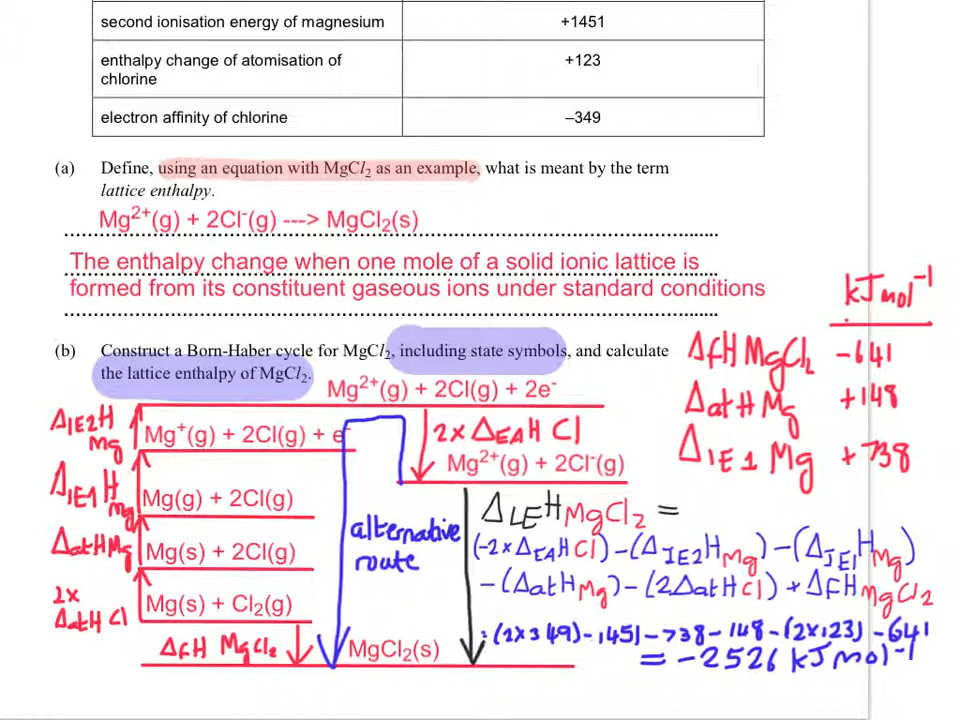 second ionisation energy of magnesium +1451
enthalpy change of atomisation of +123
chlorine
electron affinity of chlorine –349
(a) Define, using an equation with MgCl₂ as an example, what is meant by the term
lattice enthalpy.
Mg²⁺(g) + 2Cl⁻(g) ---> MgCl₂(s)
The enthalpy change when one mole of a solid ionic lattice is
formed from its constituent gaseous ions under standard conditions
kJmol⁻¹
(b) Construct a Born-Haber cycle for MgCl₂, including state symbols, and calculate
the lattice enthalpy of MgCl₂.
ΔfH MgCl₂ -641
ΔatH Mg +148
ΔIE1 Mg +738
Mg²⁺(g) + 2Cl(g) + 2e⁻
ΔIE2H Mg
Mg⁺(g) + 2Cl(g) + e⁻
2x ΔEAH Cl
Mg²⁺(g) + 2Cl⁻(g)
ΔIE1H Mg
Mg(g) + 2Cl(g)
ΔatH Mg
Mg(s) + 2Cl(g)
2x ΔatH Cl
Mg(s) + Cl₂(g)
ΔfH MgCl₂
MgCl₂(s)
alternative
route
ΔLEH MgCl₂ =
(-2xΔEAH Cl) - (ΔIE2H Mg) - (ΔIE1H Mg)
- (ΔatH Mg) - (2ΔatH Cl) + ΔfH MgCl₂
= (2x349) - 1451 - 738 - 148 - (2x123) - 641
= -2526 kJmol⁻¹